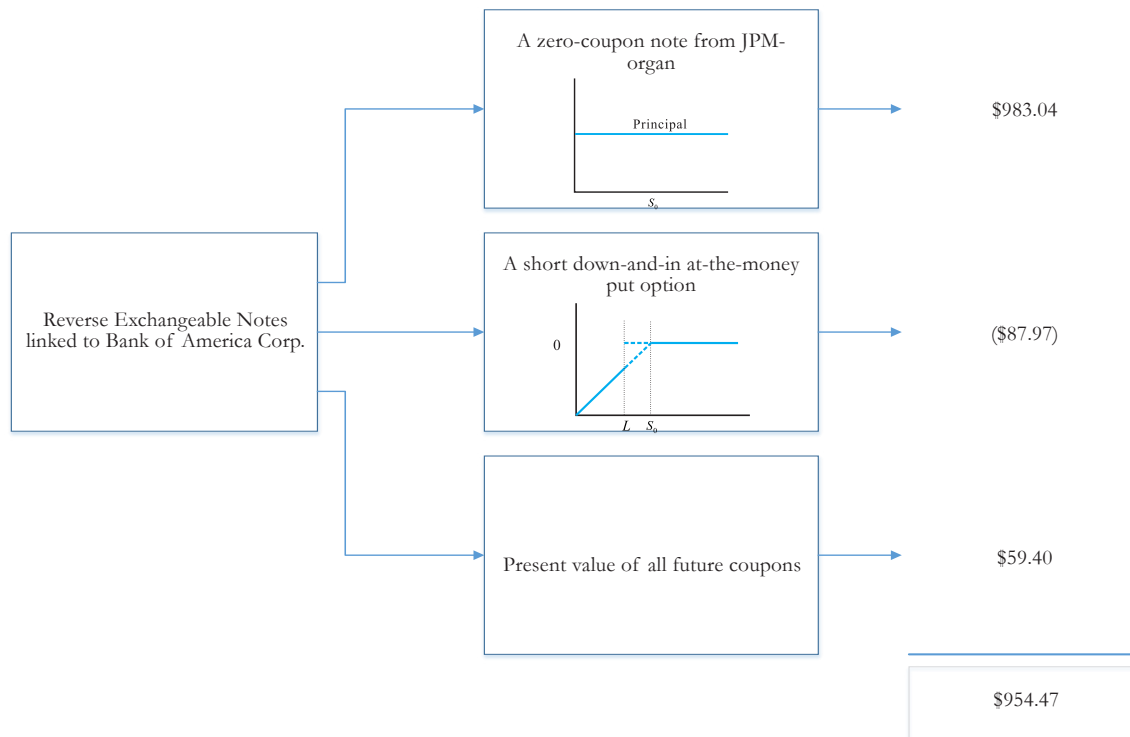 A zero-coupon note from JPM-
organ
Principal
S₀
$983.04
Reverse Exchangeable Notes
linked to Bank of America Corp.
A short down-and-in at-the-money
put option
0
L S₀
($87.97)
Present value of all future coupons
$59.40
$954.47